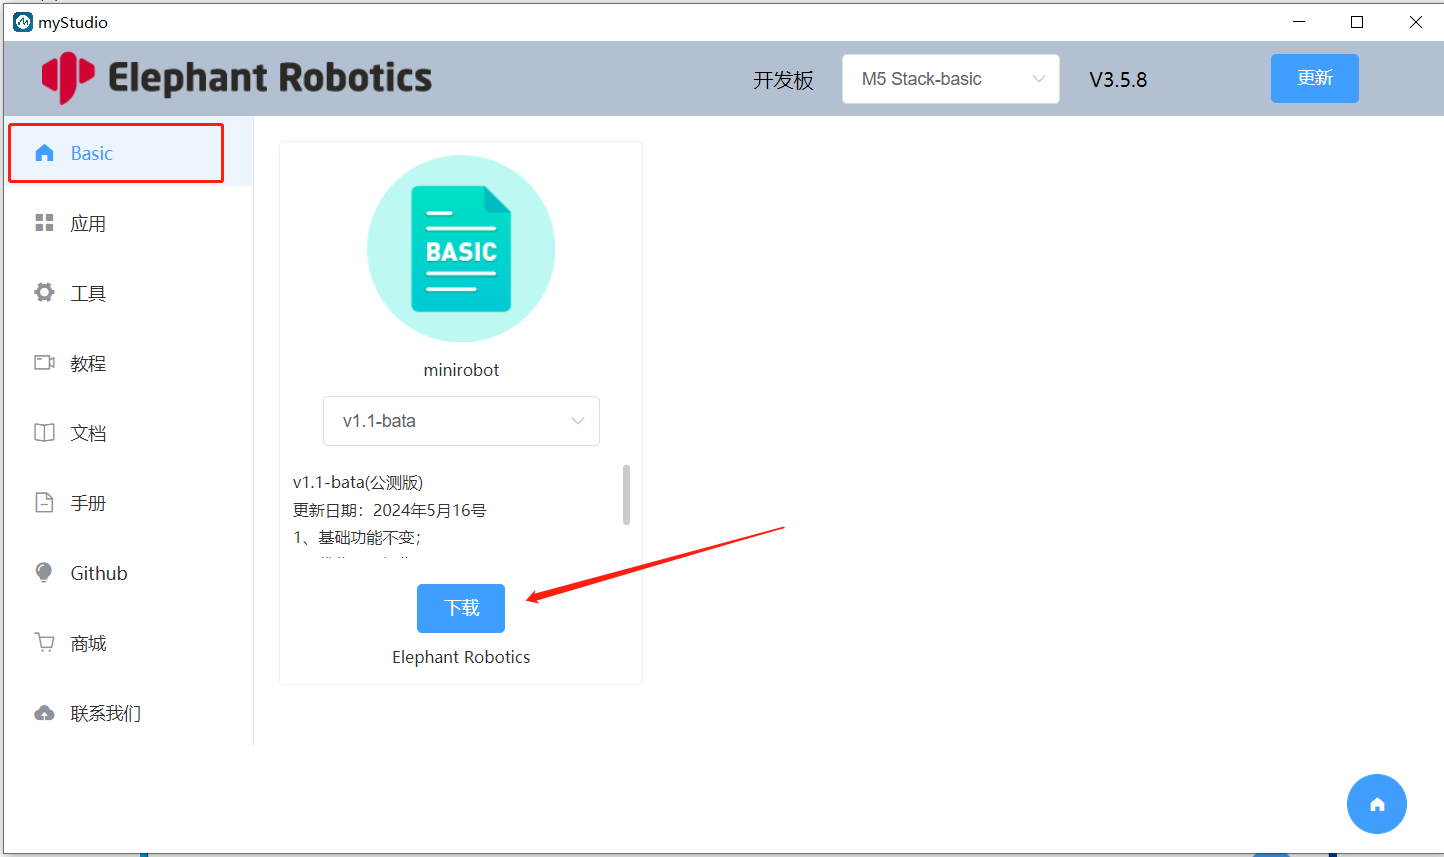 myStudio
Elephant Robotics
开发板
M5 Stack-basic
V3.5.8
更新
Basic
应用
工具
教程
文档
手册
Github
商城
联系我们
BASIC
minirobot
v1.1-bata
v1.1-bata(公测版)
更新日期：2024年5月16号
1、基础功能不变；
下载
Elephant Robotics